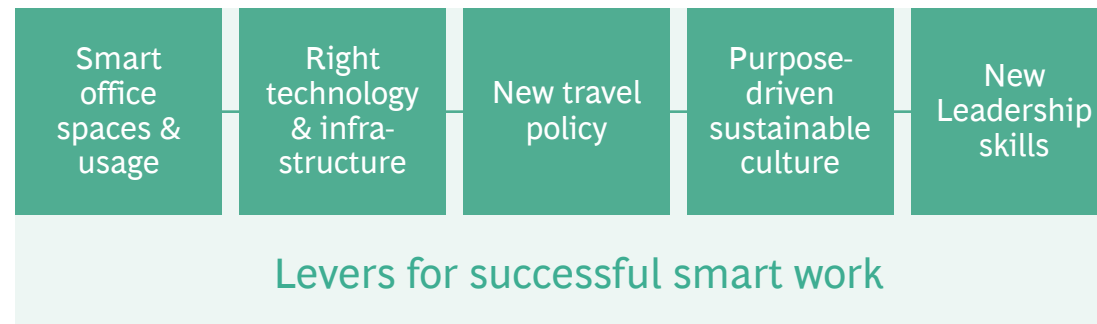 Smart
office
spaces &
usage
Right
technology
& infra-
structure
New travel
policy
Purpose-
driven
sustainable
culture
New
Leadership
skills
Levers for successful smart work